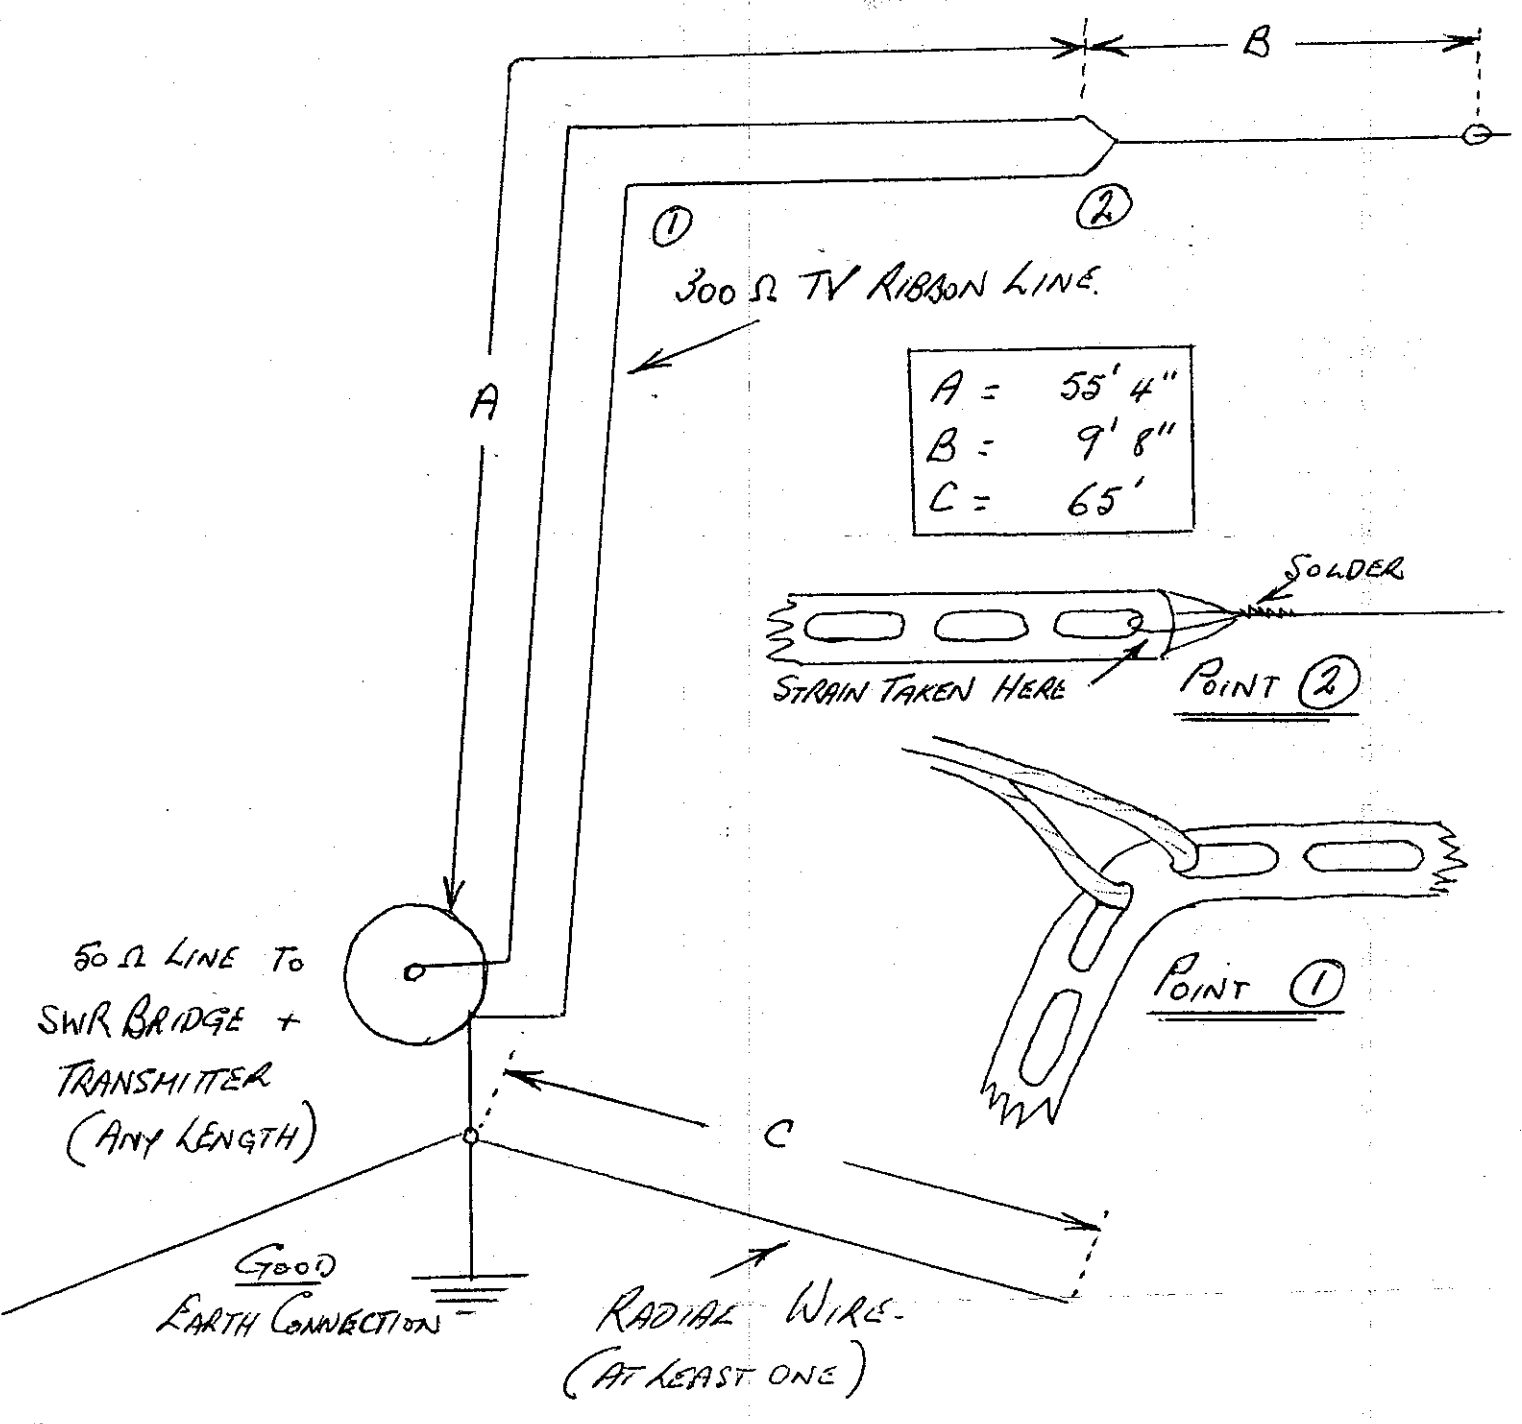 B
①
②
300 Ω TV RIBBON LINE.
A
A = 55' 4"
B = 9' 8"
C = 65'
SOLDER
STRAIN TAKEN HERE
POINT ②
POINT ①
50 Ω LINE TO
SWR BRIDGE +
TRANSMITTER
(ANY LENGTH)
C
GOOD
EARTH CONNECTION
RADIAL WIRE.
(AT LEAST ONE)